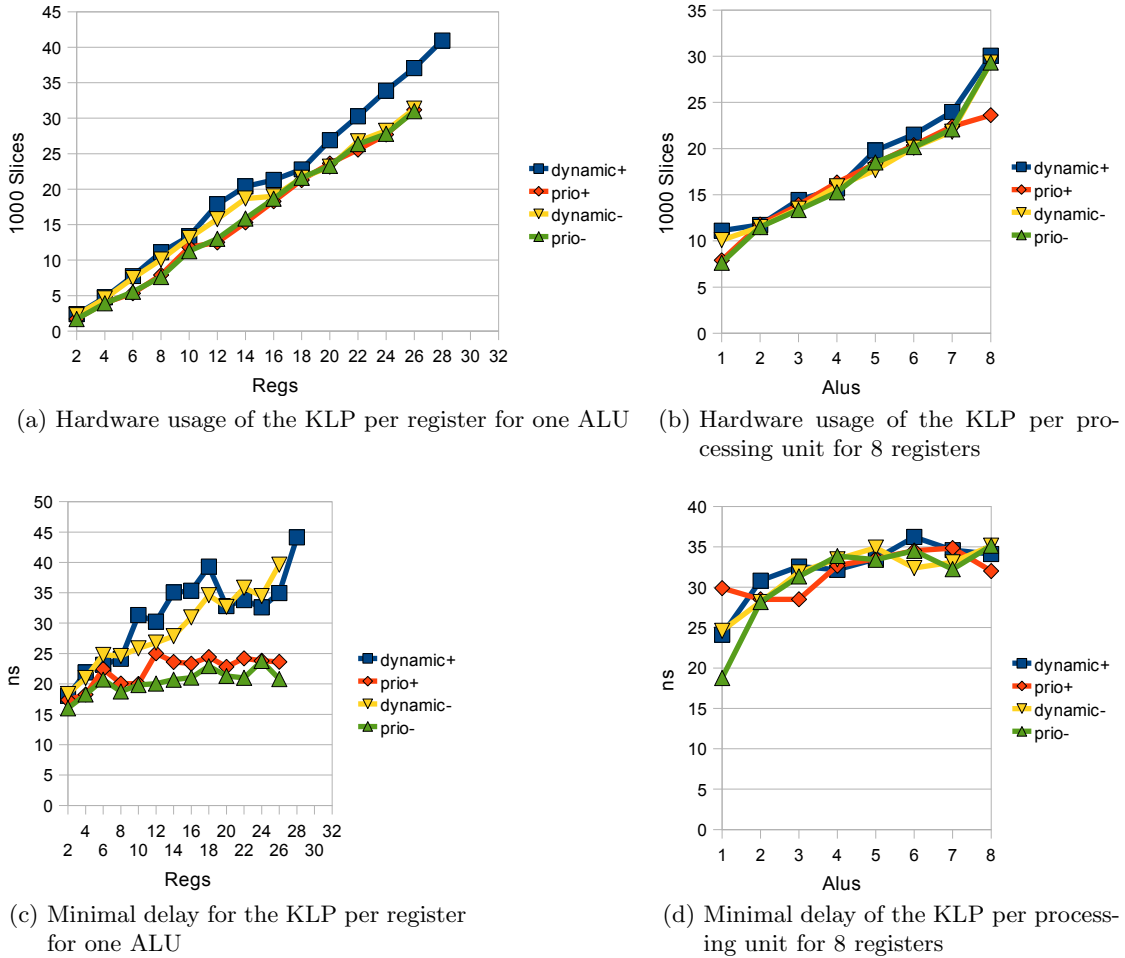 45
40
35
30
25
20
15
10
5
0
1000 Slices
2 4 6 8 10 12 14 16 18 20 22 24 26 28 30 32
Regs
dynamic+
prio+
dynamic-
prio-
(a) Hardware usage of the KLP per register for one ALU
35
30
25
20
15
10
5
0
1000 Slices
1 2 3 4 5 6 7 8
Alus
dynamic+
prio+
dynamic-
prio-
(b) Hardware usage of the KLP per pro-
cessing unit for 8 registers
50
45
40
35
30
25
20
15
10
5
0
ns
4 8 12 16 20 24 28 32
2 6 10 14 18 22 26 30
Regs
dynamic+
prio+
dynamic-
prio-
(c) Minimal delay for the KLP per register
for one ALU
40
35
30
25
20
15
10
5
0
ns
1 2 3 4 5 6 7 8
Alus
dynamic+
prio+
dynamic-
prio-
(d) Minimal delay of the KLP per process-
ing unit for 8 registers